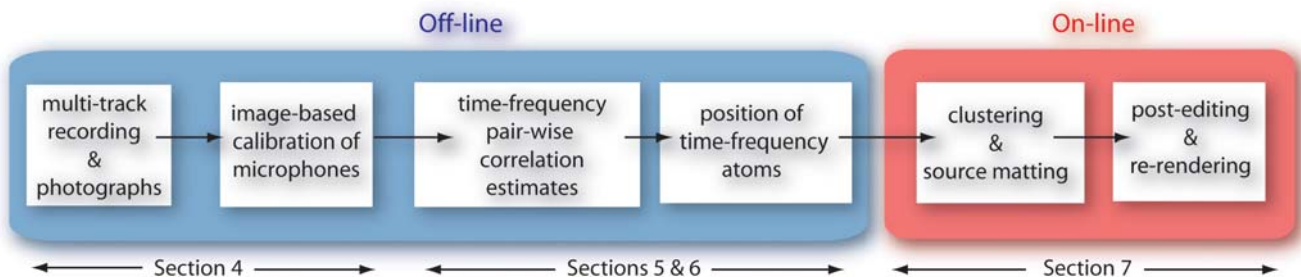 Off-line
On-line
multi-track
recording
&
photographs
image-based
calibration of
microphones
time-frequency
pair-wise
correlation
estimates
position of
time-frequency
atoms
clustering
&
source matting
post-editing
&
re-rendering
Section 4
Sections 5 & 6
Section 7